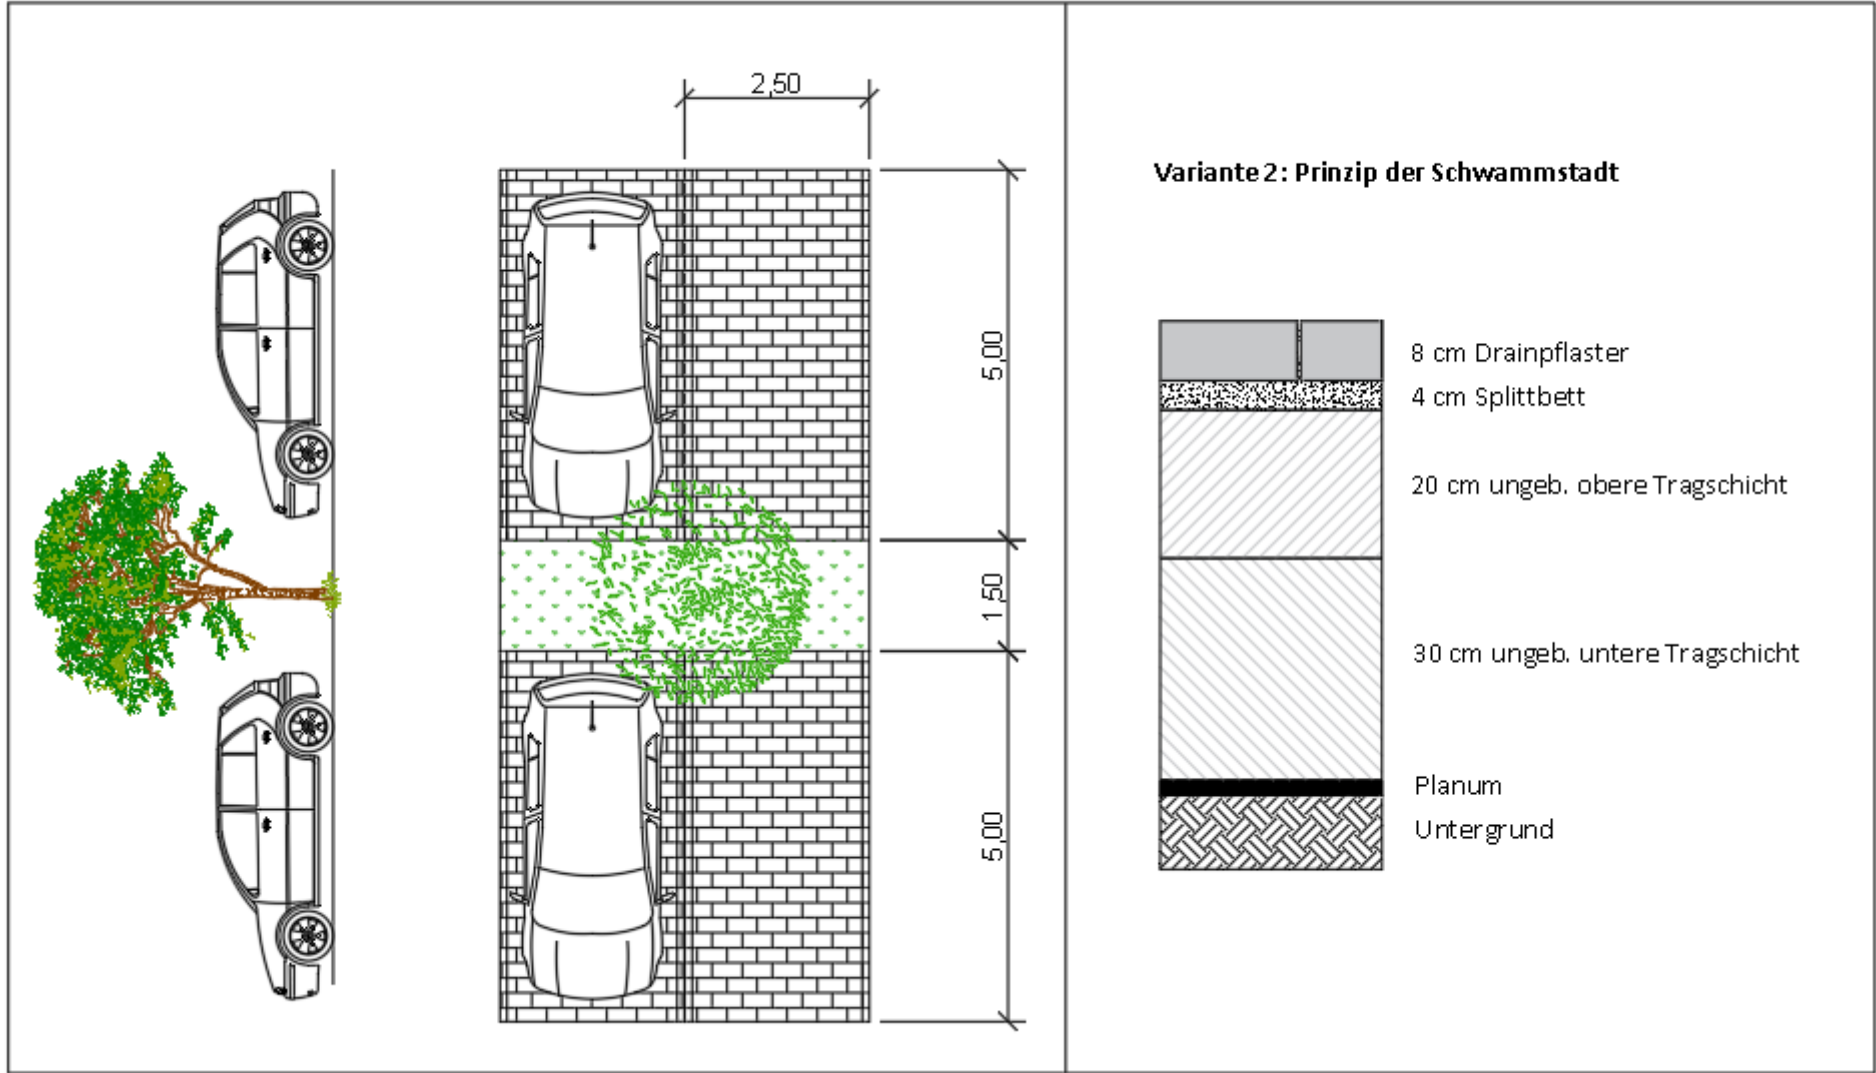 2,50
5,00
1,50
5,00
Variante 2: Prinzip der Schwammstadt
8 cm Drainpflaster
4 cm Splittbett
20 cm ungeb. obere Tragschicht
30 cm ungeb. untere Tragschicht
Planum
Untergrund